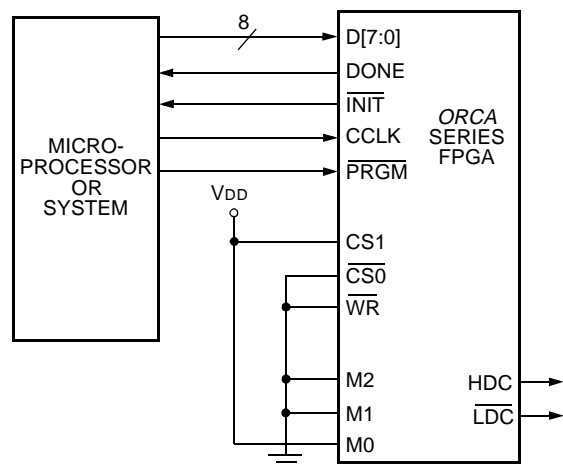 8
D[7:0]
DONE
INIT
CCLK
PRGM
MICRO-
PROCESSOR
OR
SYSTEM
ORCA
SERIES
FPGA
VDD
CS1
CS0
WR
M2
M1
M0
HDC
LDC